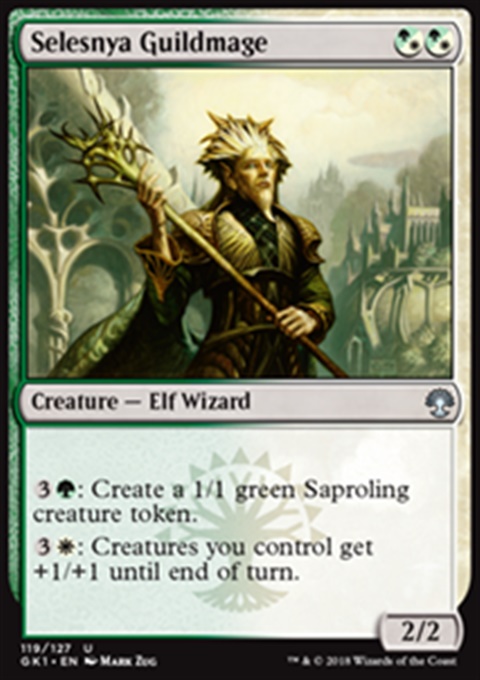 Selesnya Guildmage
Creature — Elf Wizard
3: Create a 1/1 green Saproling
creature token.
3: Creatures you control get
+1/+1 until end of turn.
2/2
119/127 U
GK1 • EN Mark Zug
™ & © 2018 Wizards of the Coast